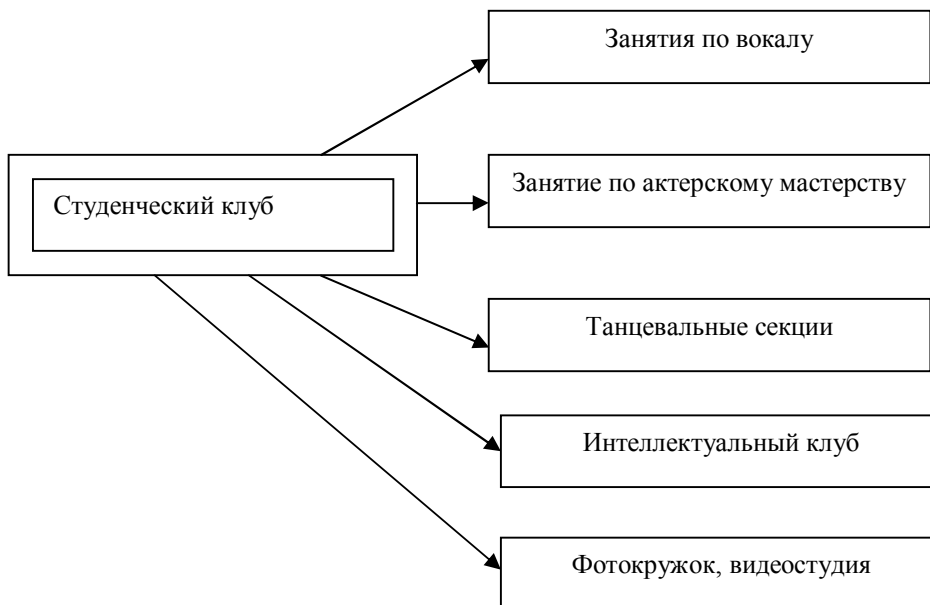 Занятия по вокалу
Занятие по актерскому мастерству
Студенческий клуб
Танцевальные секции
Интеллектуальный клуб
Фотокружок, видеостудия